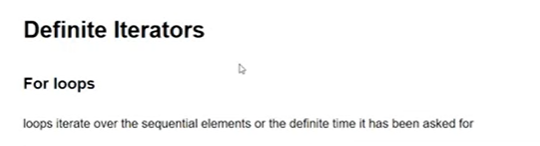 Definite Iterators
For loops
loops iterate over the sequential elements or the definite time it has been asked for